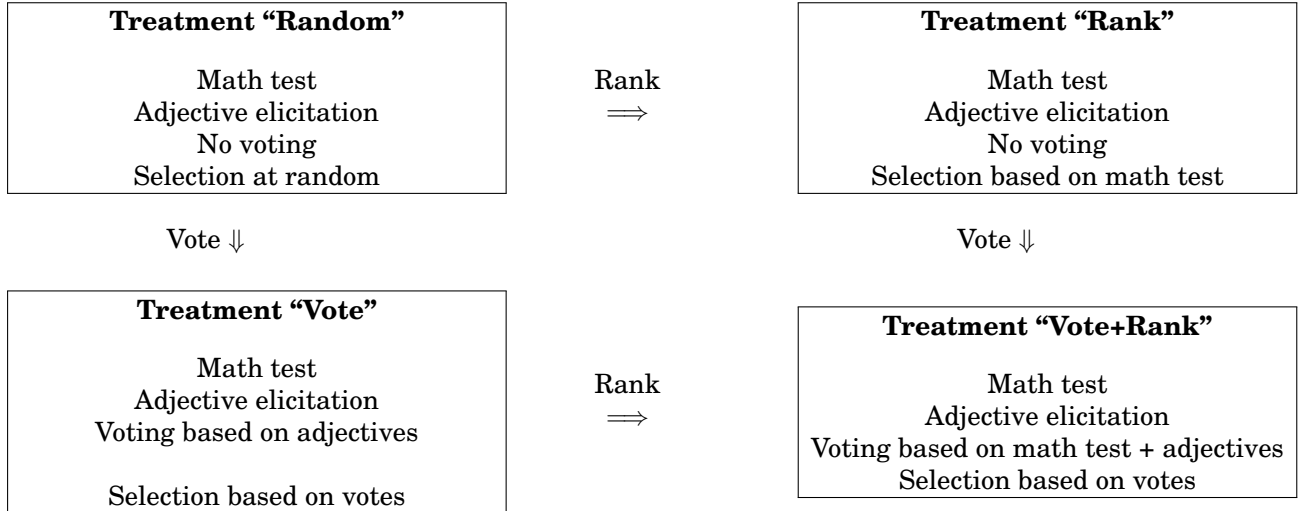 Treatment “Random”
Math test
Adjective elicitation
No voting
Selection at random
Rank
⟹
Treatment “Rank”
Math test
Adjective elicitation
No voting
Selection based on math test
Vote ⇓
Vote ⇓
Treatment “Vote”
Math test
Adjective elicitation
Voting based on adjectives
Selection based on votes
Rank
⟹
Treatment “Vote+Rank”
Math test
Adjective elicitation
Voting based on math test + adjectives
Selection based on votes